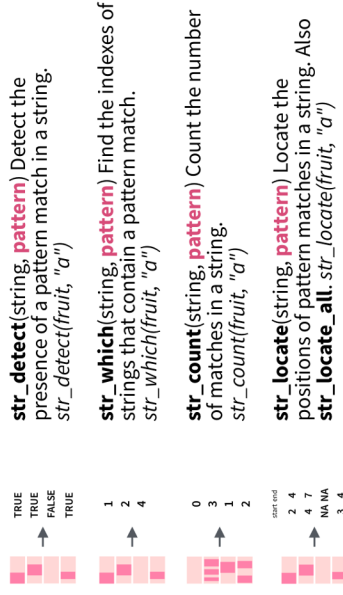 TRUE
TRUE
FALSE
TRUE
str_detect(string, pattern) Detect the
presence of a pattern match in a string.
str_detect(fruit, "a")
1
2
4
str_which(string, pattern) Find the indexes of
strings that contain a pattern match.
str_which(fruit, "a")
0
3
1
2
str_count(string, pattern) Count the number
of matches in a string.
str_count(fruit, "a")
start end
2 4
4 7
NA NA
3 4
str_locate(string, pattern) Locate the
positions of pattern matches in a string. Also
str_locate_all. str_locate(fruit, "a")